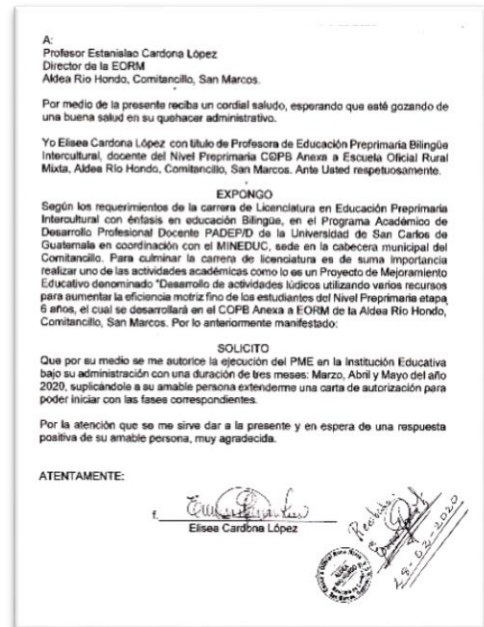 A:
Profesor Estanislao Cardona López
Director de la EORM
Aldea Río Hondo, Comitancillo, San Marcos.
Por medio de la presente reciba un cordial saludo, esperando que esté gozando de
una buena salud en su quehacer administrativo.
Yo Elisea Cardona López con título de Profesora de Educación Preprimaria Bilingüe
Intercultural, docente del Nivel Preprimaria COPB Anexa a Escuela Oficial Rural
Mixta, Aldea Río Hondo, Comitancillo, San Marcos. Ante Usted respetuosamente.
EXPONGO
Según los requerimientos de la carrera de Licenciatura en Educación Preprimaria
Intercultural con énfasis en educación Bilingüe, en el Programa Académico de
Desarrollo Profesional Docente PADEP/D de la Universidad de San Carlos de
Guatemala en coordinación con el MINEDUC, sede en la cabecera municipal del
Comitancillo. Para culminar la carrera de licenciatura es de suma importancia
realizar uno de las actividades académicas como lo es un Proyecto de Mejoramiento
Educativo denominado "Desarrollo de actividades lúdicos utilizando varios recursos
para aumentar la eficiencia motriz fino de los estudiantes del Nivel Preprimaria etapa
6 años, el cual se desarrollará en el COPB Anexa a EORM de la Aldea Río Hondo,
Comitancillo, San Marcos. Por lo anteriormente manifestado:
SOLICITO
Que por su medio se me autorice la ejecución del PME en la Institución Educativa
bajo su administración con una duración de tres meses: Marzo, Abril y Mayo del año
2020, suplicándole a su amable persona extenderme una carta de autorización para
poder iniciar con las fases correspondientes.
Por la atención que se me sirve dar a la presente y en espera de una respuesta
positiva de su amable persona, muy agradecida.
ATENTAMENTE:
f.
Elisea Cardona López
Recibido:
28-02-2020